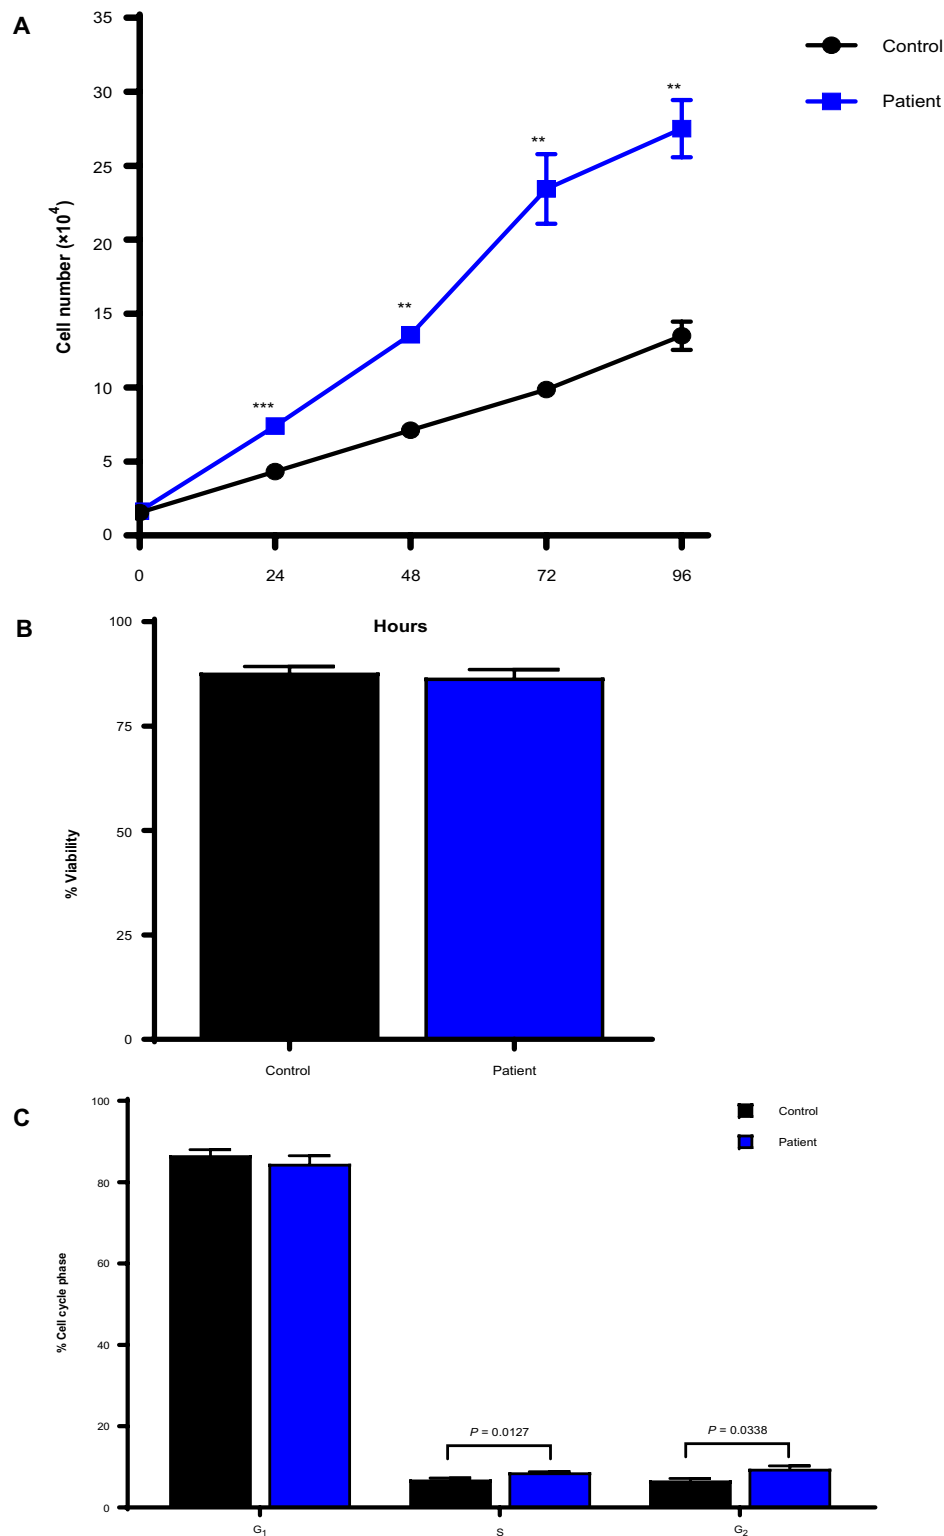 A
Control
Patient
Cell number (×10⁴)
35
30
25
20
15
10
5
0
***
**
**
**
0 24 48 72 96
Hours
B
% Viability
100
75
50
25
0
Control Patient
C
Control
Patient
% Cell cycle phase
100
80
60
40
20
0
P = 0.0127
P = 0.0338
G₁ S G₂